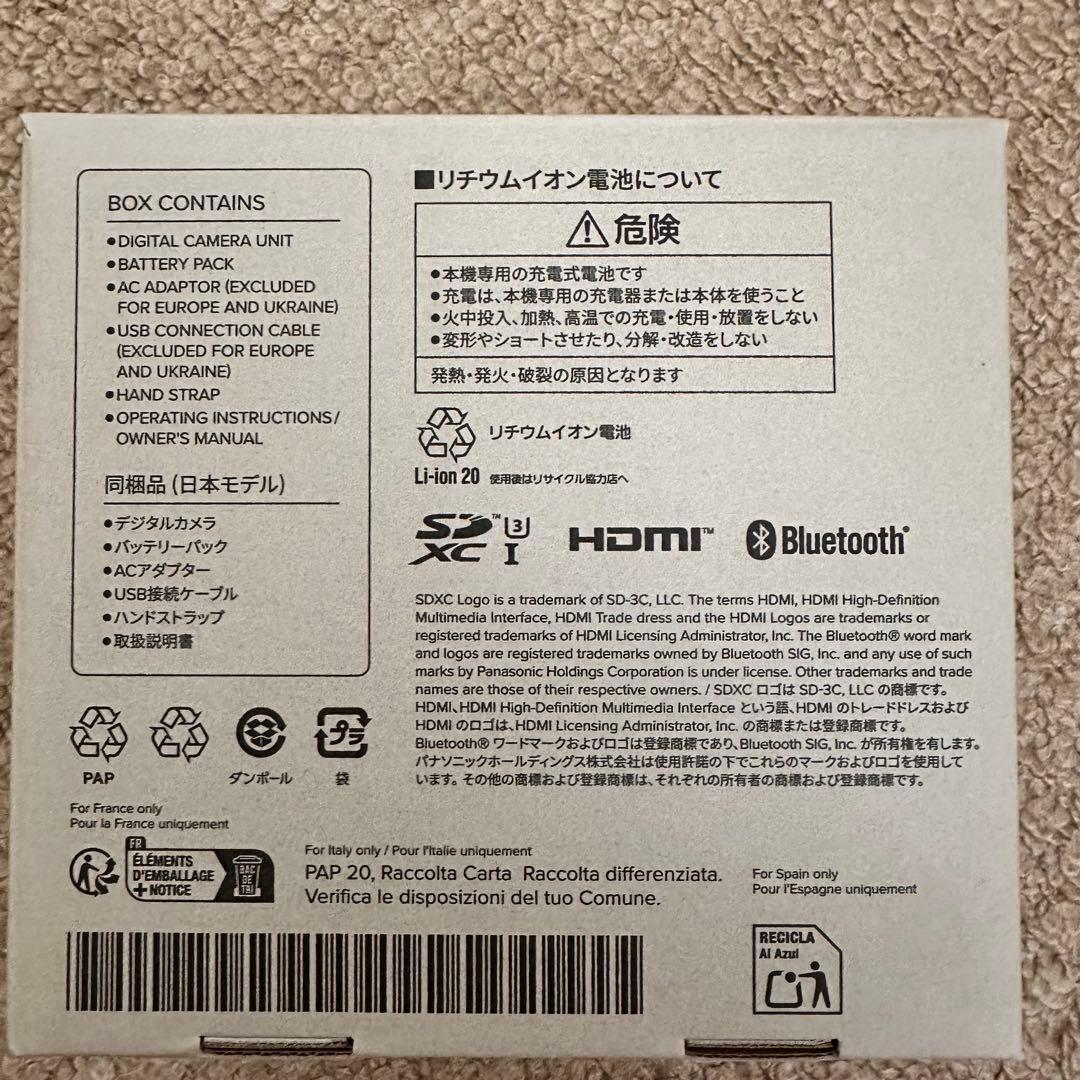 BOX CONTAINS
●DIGITAL CAMERA UNIT
●BATTERY PACK
●AC ADAPTOR (EXCLUDED
FOR EUROPE AND UKRAINE)
●USB CONNECTION CABLE
(EXCLUDED FOR EUROPE
AND UKRAINE)
●HAND STRAP
●OPERATING INSTRUCTIONS/
OWNER'S MANUAL
同梱品 (日本モデル)
●デジタルカメラ
●バッテリーパック
●ACアダプター
●USB接続ケーブル
●ハンドストラップ
●取扱説明書
■リチウムイオン電池について
危険
●本機専用の充電式電池です
●充電は、本機専用の充電器または本体を使うこと
●火中投入、加熱、高温での充電・使用・放置をしない
●変形やショートさせたり、分解・改造をしない
発熱・発火・破裂の原因となります
リチウムイオン電池
Li-ion 20 使用後はリサイクル協力店へ
SD XC™ I 3 HDMI™ Bluetooth®
SDXC Logo is a trademark of SD-3C, LLC. The terms HDMI, HDMI High-Definition
Multimedia Interface, HDMI Trade dress and the HDMI Logos are trademarks or
registered trademarks of HDMI Licensing Administrator, Inc. The Bluetooth® word mark
and logos are registered trademarks owned by Bluetooth SIG, Inc. and any use of such
marks by Panasonic Holdings Corporation is under license. Other trademarks and trade
names are those of their respective owners. / SDXC ロゴは SD-3C, LLC の商標です。
HDMI、HDMI High-Definition Multimedia Interface という語、HDMI のトレードドレスおよび
HDMI のロゴは、HDMI Licensing Administrator, Inc. の商標または登録商標です。
Bluetooth® ワードマークおよびロゴは登録商標であり、Bluetooth SIG, Inc. が所有権を有します。
パナソニックホールディングス株式会社は使用許諾の下でこれらのマークおよびロゴを使用して
います。その他の商標および登録商標は、それぞれの所有者の商標および登録商標です。
プラ
PAP ダンボール 袋
For France only
Pour la France uniquement
FR
ÉLÉMENTS
D'EMBALLAGE
+ NOTICE
BAC
DE
TRI
For Italy only / Pour l'Italie uniquement
PAP 20, Raccolta Carta Raccolta differenziata.
Verifica le disposizioni del tuo Comune.
For Spain only
Pour l'Espagne uniquement
RECICLA
Al Azul